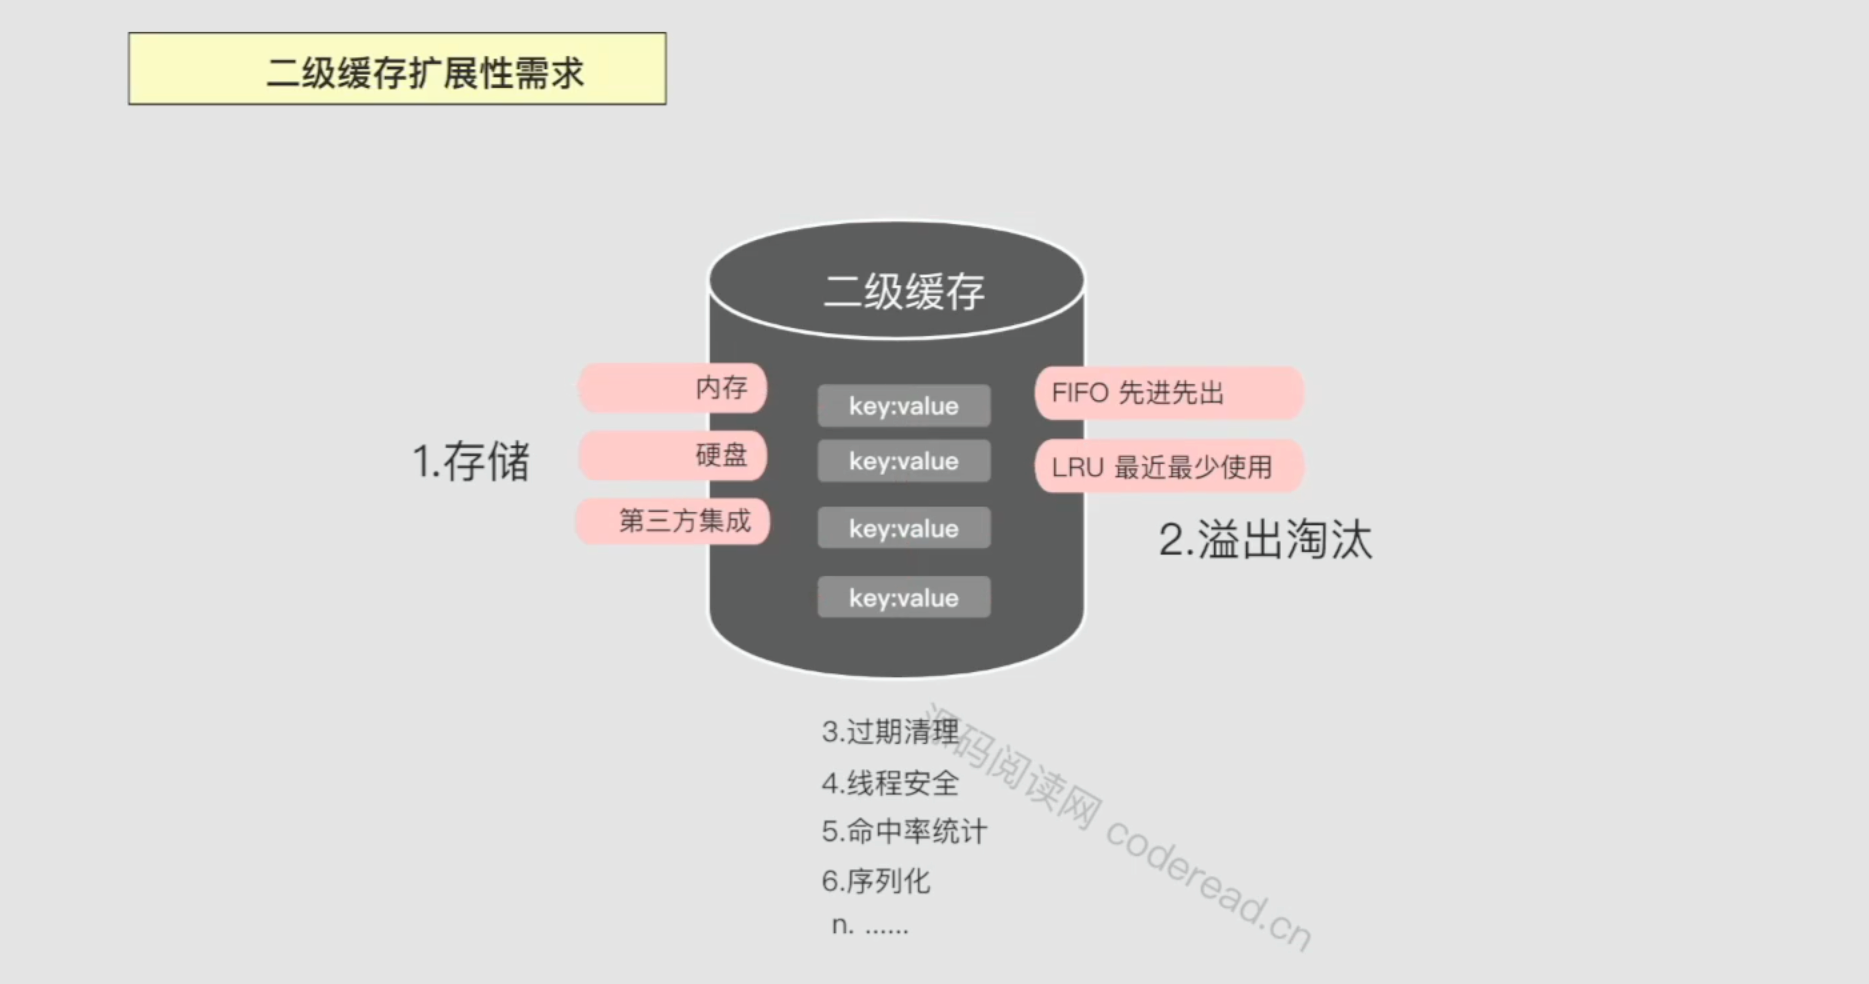 二级缓存扩展性需求
二级缓存
内存
硬盘
第三方集成
1.存储
key:value
key:value
key:value
key:value
FIFO 先进先出
LRU 最近最少使用
2.溢出淘汰
3.过期清理
4.线程安全
5.命中率统计
6.序列化
n. ......
源码阅读网 coderead.cn